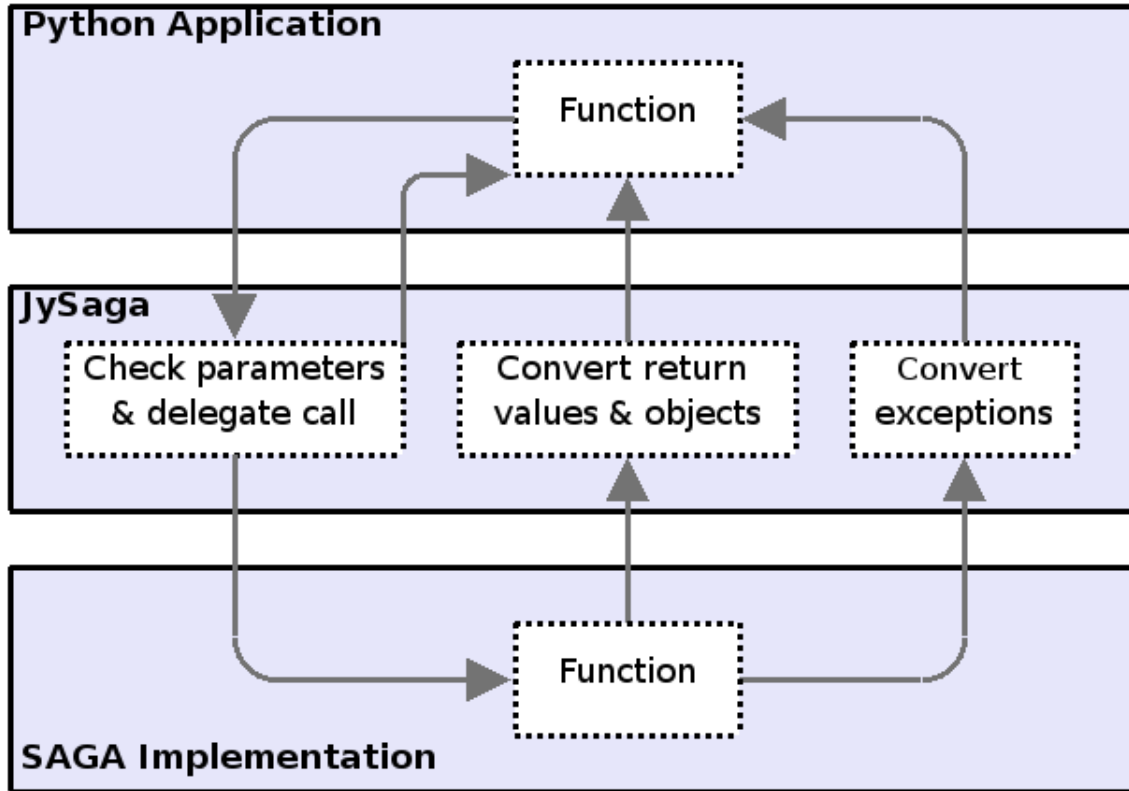 Python Application
Function
JySaga
Check parameters
& delegate call
Convert return
values & objects
Convert
exceptions
Function
SAGA Implementation